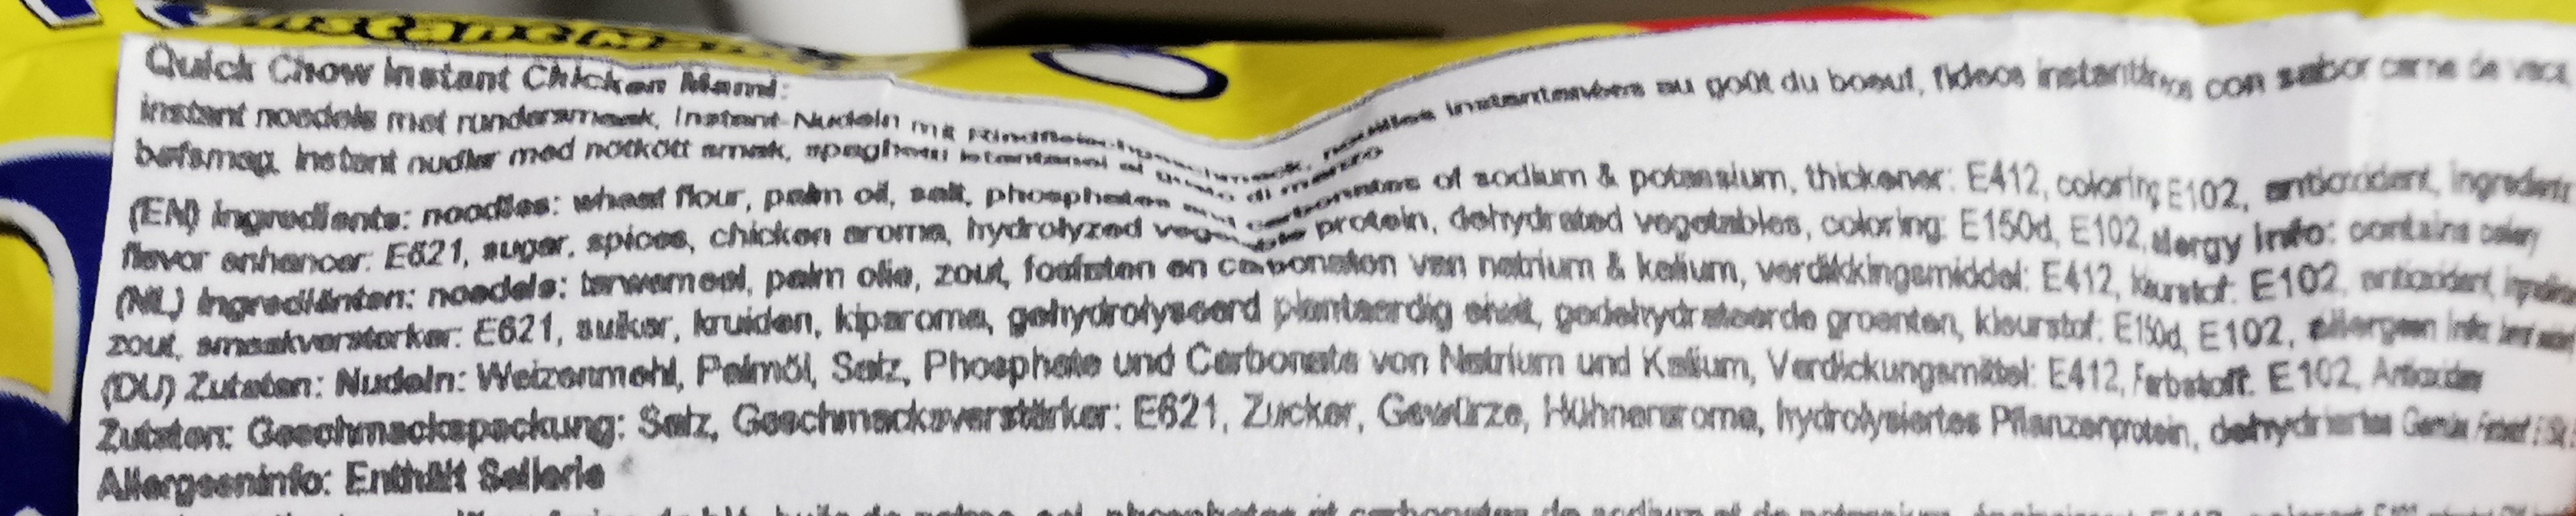 Quick Chow Instant Chicken Mami:
instant noedels met rundersmaak, Instant-Nudeln mit Rindfleischgeschmack, nouilles instantanées au goût du boeuf, fideos instantános con sabor carne de vaca,
bøfsmag, Instant nudler med nötkött smak, spaghetti istantanei al gusto di manzo
(EN) ingredients: noodles: wheat flour, palm oil, salt, phosphates and carbonates of sodium & potassium, thickener: E412, coloring E102, antioxidant, ingredients
flavor enhancer: E621, sugar, spices, chicken aroma, hydrolyzed vegetable protein, dehydrated vegetables, coloring: E150d, E102, Allergy Info: contains celery
(NL) Ingrediënten: noedels: tarwemeel, palm olie, zout, fosfaten en carbonaten van natrium & kalium, verdikkingsmiddel: E412, kleurstof: E102, antioxidant,
zout, smaakversterker: E621, suiker, kruiden, kiparoma, gehydrolyseerd plantaardig eiwit, gedehydrateerde groenten, kleurstof: E150d, E102, allergen info:
(DU) Zutaten: Nudeln: Weizenmehl, Palmöl, Salz, Phosphate und Carbonate von Natrium und Kalium, Verdickungsmittel: E412, Farbstoff: E102, Antioxidan
Zutaten: Geschmackspackung: Salz, Geschmacksverstärker: E621, Zucker, Gewürze, Hühneraroma, hydrolysiertes Pflanzenprotein, dehydriertes
Allergeeninfo: Enthält Sellerie